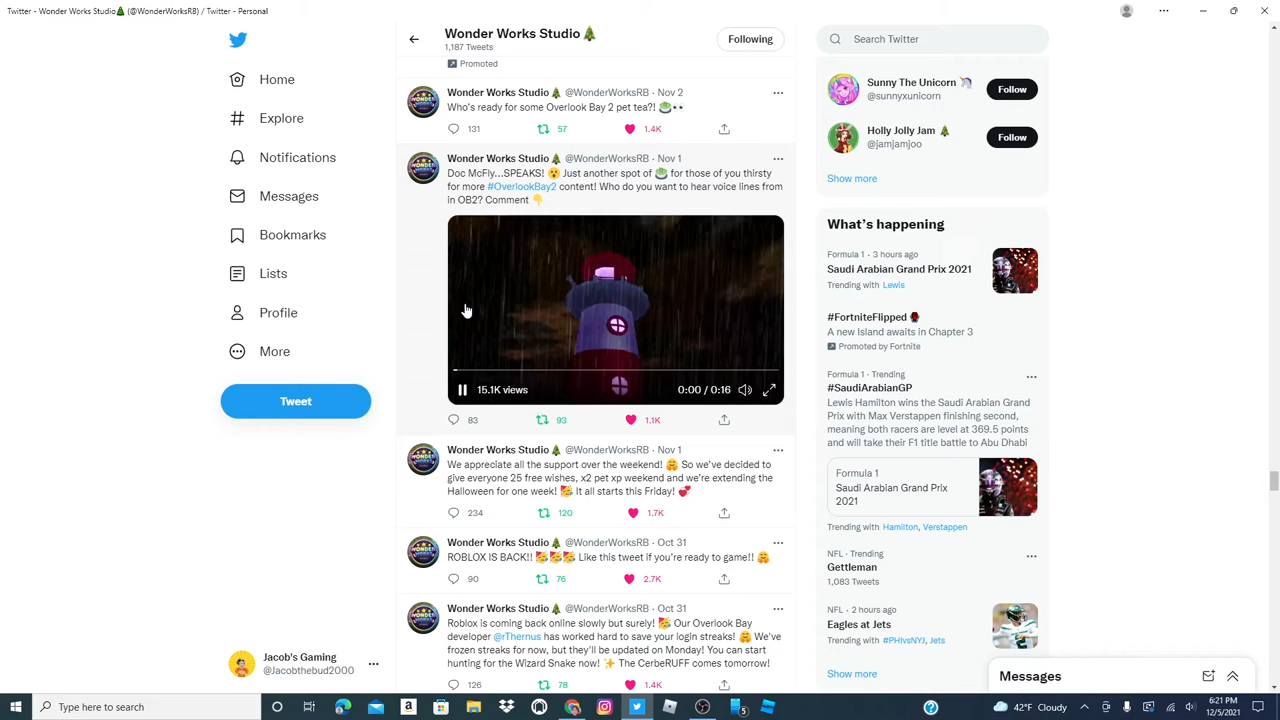 Twitter - Wonder Works Studio🎄 (@WonderWorksRB) / Twitter - Personal
Wonder Works Studio🎄
1,187 Tweets
Following
Search Twitter
Promoted
Home
Explore
Notifications
Messages
Bookmarks
Lists
Profile
More
Tweet
Wonder Works Studio🎄 @WonderWorksRB · Nov 2
Who's ready for some Overlook Bay 2 pet tea?! 🍵👀
131 57 1.4K
Wonder Works Studio🎄 @WonderWorksRB · Nov 1
Doc McFly...SPEAKS! 😮 Just another spot of 🍵 for those of you thirsty
for more #OverlookBay2 content! Who do you want to hear voice lines from
in OB2? Comment 👇
15.1K views
0:00 / 0:16
83 93 1.1K
Wonder Works Studio🎄 @WonderWorksRB · Nov 1
We appreciate all the support over the weekend! 🤗 So we've decided to
give everyone 25 free wishes, x2 pet xp weekend and we're extending the
Halloween for one week! 🥰 It all starts this Friday! 💕
234 120 1.7K
Wonder Works Studio🎄 @WonderWorksRB · Oct 31
ROBLOX IS BACK!! 🥰🥰🥰 Like this tweet if you're ready to game!! 🤗
90 76 2.7K
Wonder Works Studio🎄 @WonderWorksRB · Oct 31
Roblox is coming back online slowly but surely! 🥰 Our Overlook Bay
developer @rThernus has worked hard to save your login streaks! 🤗 We've
frozen streaks for now, but they'll be updated on Monday! You can start
hunting for the Wizard Snake now! ✨ The CerbeRUFF comes tomorrow!
126 78 1.4K
Sunny The Unicorn 🦄
@sunnyxunicorn
Follow
Holly Jolly Jam 🎄
@jamjamjoo
Follow
Show more
What's happening
Formula 1 · 3 hours ago
Saudi Arabian Grand Prix 2021
Trending with Lewis
#FortniteFlipped
A new Island awaits in Chapter 3
Promoted by Fortnite
Formula 1 · Trending
#SaudiArabianGP
Lewis Hamilton wins the Saudi Arabian Grand
Prix with Max Verstappen finishing second,
meaning both racers are level at 369.5 points
and will take their F1 title battle to Abu Dhabi
Formula 1
Saudi Arabian Grand Prix
2021
Trending with Hamilton, Verstappen
NFL · Trending
Gettleman
1,083 Tweets
NFL · 2 hours ago
Eagles at Jets
Trending with #PHIvsNYJ, Jets
Show more
Messages
Jacob's Gaming
@Jacobthebud2000
Type here to search
42°F Cloudy
6:21 PM
12/5/2021